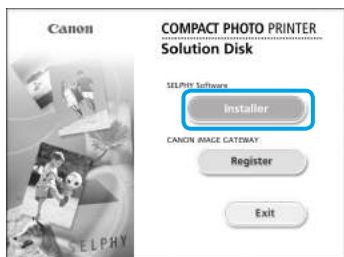 Canon
COMPACT PHOTO PRINTER
Solution Disk
SELPHY Software
Installer
CANON iMAGE GATEWAY
Register
Exit
SELPHY